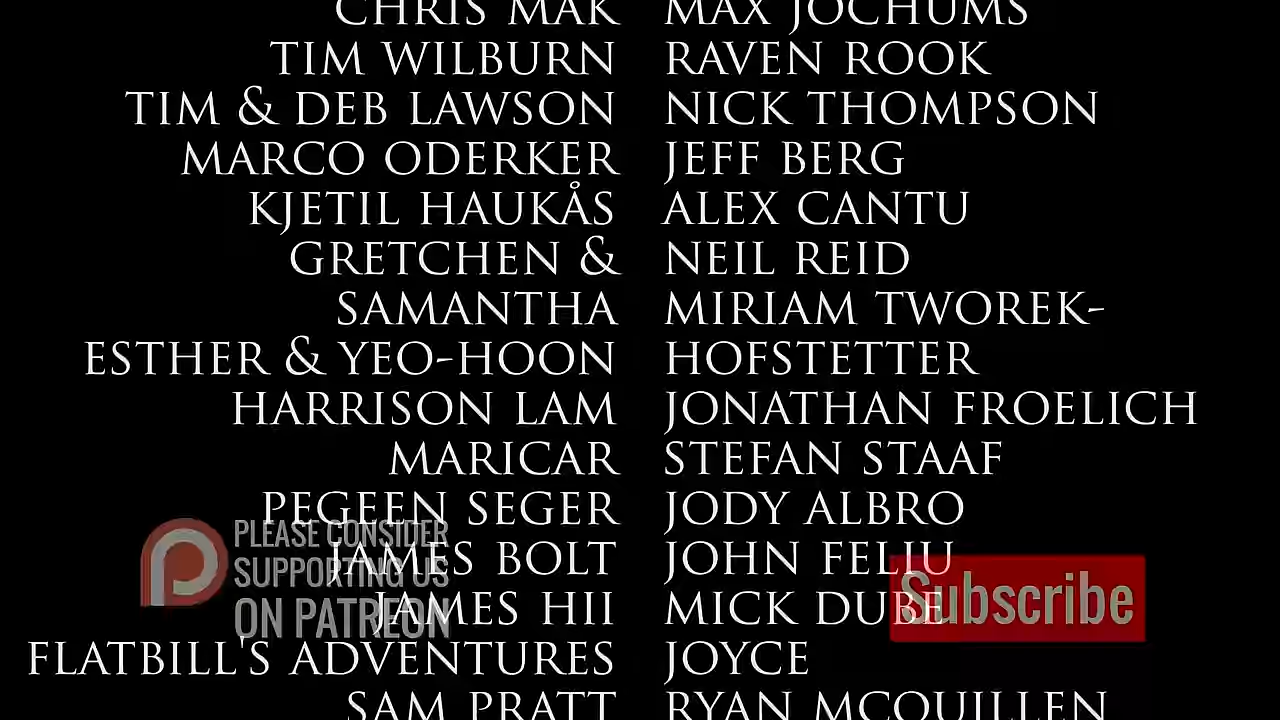 CHRIS MAK
TIM WILBURN
TIM & DEB LAWSON
MARCO ODERKER
KJETIL HAUKÅS
GRETCHEN &
SAMANTHA
ESTHER & YEO-HOON
HARRISON LAM
MARICAR
PEGEEN SEGER
JAMES BOLT
JAMES HII
FLATBILL'S ADVENTURES
SAM PRATT
MAX JOCHUMS
RAVEN ROOK
NICK THOMPSON
JEFF BERG
ALEX CANTU
NEIL REID
MIRIAM TWOREK-
HOFSTETTER
JONATHAN FROELICH
STEFAN STAAF
JODY ALBRO
JOHN FELIU
MICK DUBE
JOYCE
RYAN MCQUILLEN
PLEASE CONSIDER
SUPPORTING US
ON PATREON
Subscribe